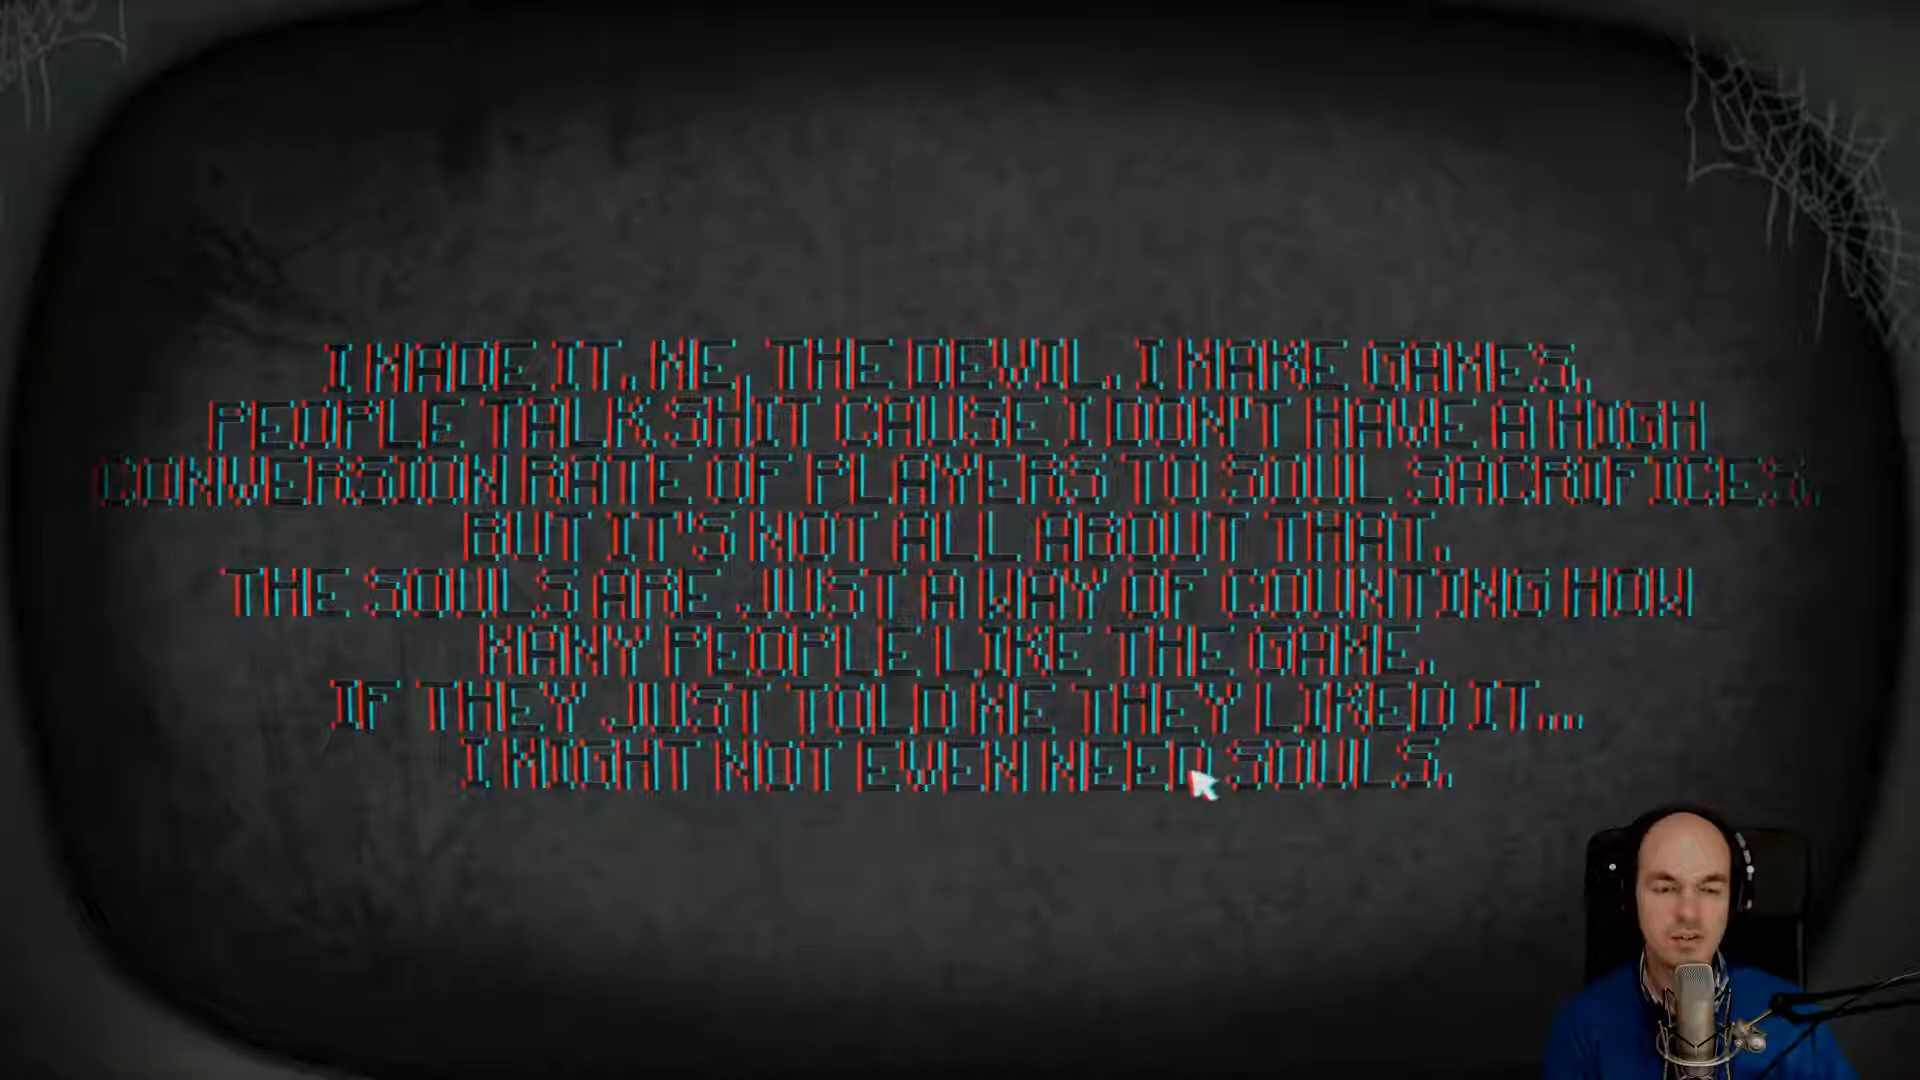 I MADE IT, ME, THE DEVIL. I MAKE GAMES.
PEOPLE TALK SHIT CAUSE I DON'T HAVE A HIGH
CONVERSION RATE OF PLAYERS TO SOUL SACRIFICES.
BUT IT'S NOT ALL ABOUT THAT.
THE SOULS ARE JUST A WAY OF COUNTING HOW
MANY PEOPLE LIKE THE GAME.
IF THEY JUST TOLD ME THEY LIKED IT...
I MIGHT NOT EVEN NEED SOULS.